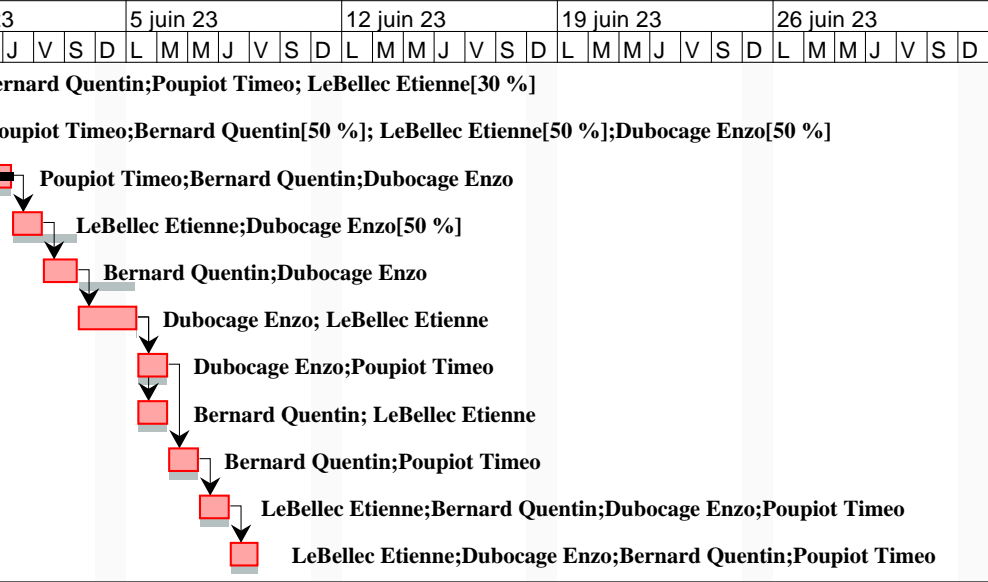 3 5 juin 23 12 juin 23 19 juin 23 26 juin 23
J V S D L M M J V S D L M M J V S D L M M J V S D L M M J V S D
ernard Quentin;Poupiot Timeo; LeBellec Etienne[30 %]
oupiot Timeo;Bernard Quentin[50 %]; LeBellec Etienne[50 %];Dubocage Enzo[50 %]
Poupiot Timeo;Bernard Quentin;Dubocage Enzo
LeBellec Etienne;Dubocage Enzo[50 %]
Bernard Quentin;Dubocage Enzo
Dubocage Enzo; LeBellec Etienne
Dubocage Enzo;Poupiot Timeo
Bernard Quentin; LeBellec Etienne
Bernard Quentin;Poupiot Timeo
LeBellec Etienne;Bernard Quentin;Dubocage Enzo;Poupiot Timeo
LeBellec Etienne;Dubocage Enzo;Bernard Quentin;Poupiot Timeo